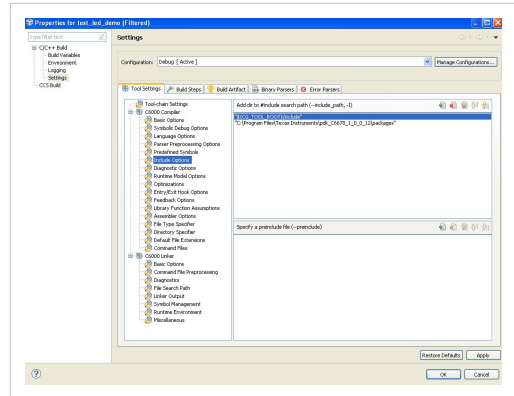 Properties for test_led_demo (Filtered)
type filter text
Settings
C/C++ Build
Build Variables
Environment
Logging
Settings
CCS Build
Configuration: Debug [ Active ]
Manage Configurations...
Tool Settings
Build Steps
Build Artifact
Binary Parsers
Error Parsers
Tool-chain Settings
C6000 Compiler
Basic Options
Symbolic Debug Options
Language Options
Parser Preprocessing Options
Predefined Symbols
Include Options
Diagnostic Options
Runtime Model Options
Optimizations
Entry/Exit Hook Options
Feedback Options
Library Function Assumptions
Assembler Options
File Type Specifier
Directory Specifier
Default File Extensions
Command Files
C6000 Linker
Basic Options
Command File Preprocessing
Diagnostics
File Search Path
Linker Output
Symbol Management
Runtime Environment
Miscellaneous
Add dir to #include search path (--include_path, -I)
"${CG_TOOL_ROOT}/include"
"C:\Program Files\Texas Instruments\pdk_C6678_1_0_0_12\packages"
Specify a preinclude file (--preinclude)
Restore Defaults
Apply
OK
Cancel